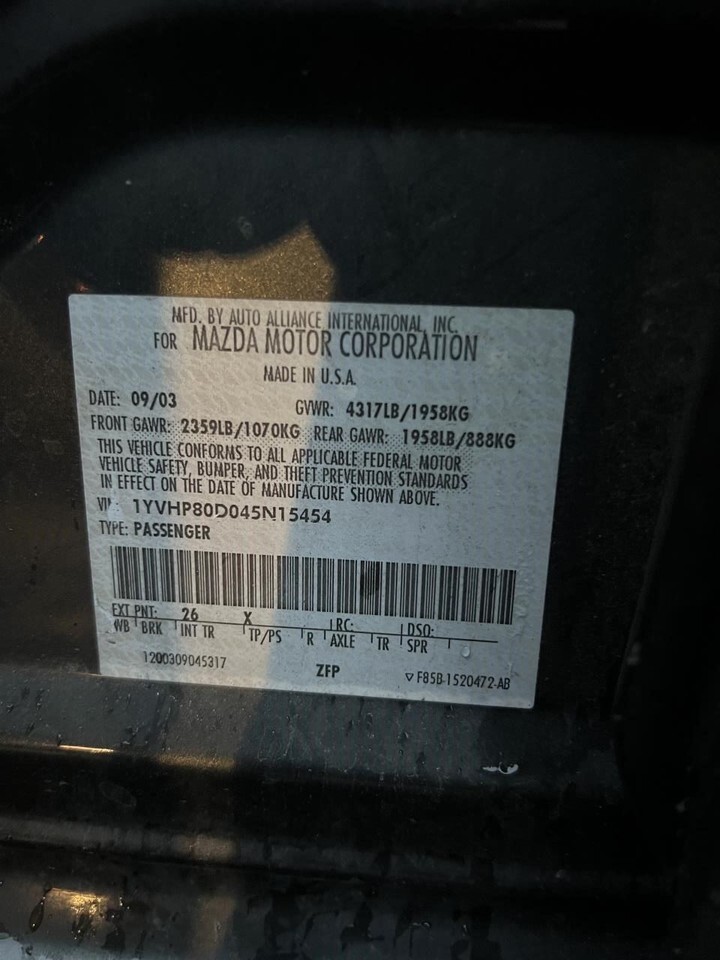 MFD. BY AUTO ALLIANCE INTERNATIONAL, INC.
FOR MAZDA MOTOR CORPORATION
MADE IN U.S.A.
DATE: 09/03 GVWR: 4317LB/1958KG
FRONT GAWR: 2359LB/1070KG REAR GAWR: 1958LB/888KG
THIS VEHICLE CONFORMS TO ALL APPLICABLE FEDERAL MOTOR
VEHICLE SAFETY, BUMPER, AND THEFT PREVENTION STANDARDS
IN EFFECT ON THE DATE OF MANUFACTURE SHOWN ABOVE.
VIN: 1YVHP80D045N15454
TYPE: PASSENGER
EXT PNT: 26 X RC: DSO:
WB BRK INT TR TP/PS R AXLE TR SPR
1200309045317 ZFP ▽ F85B-1520472-AB